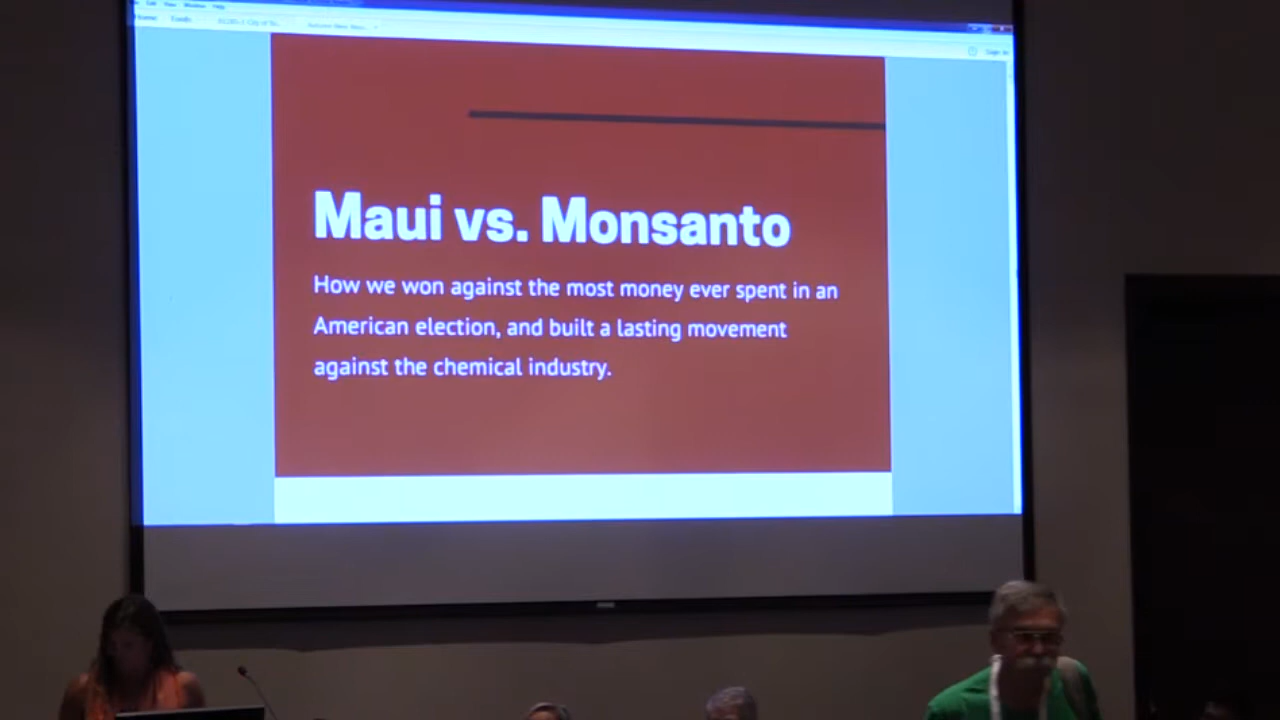 Home
Maui vs. Monsanto
How we won against the most money ever spent in an
American election, and built a lasting movement
against the chemical industry.